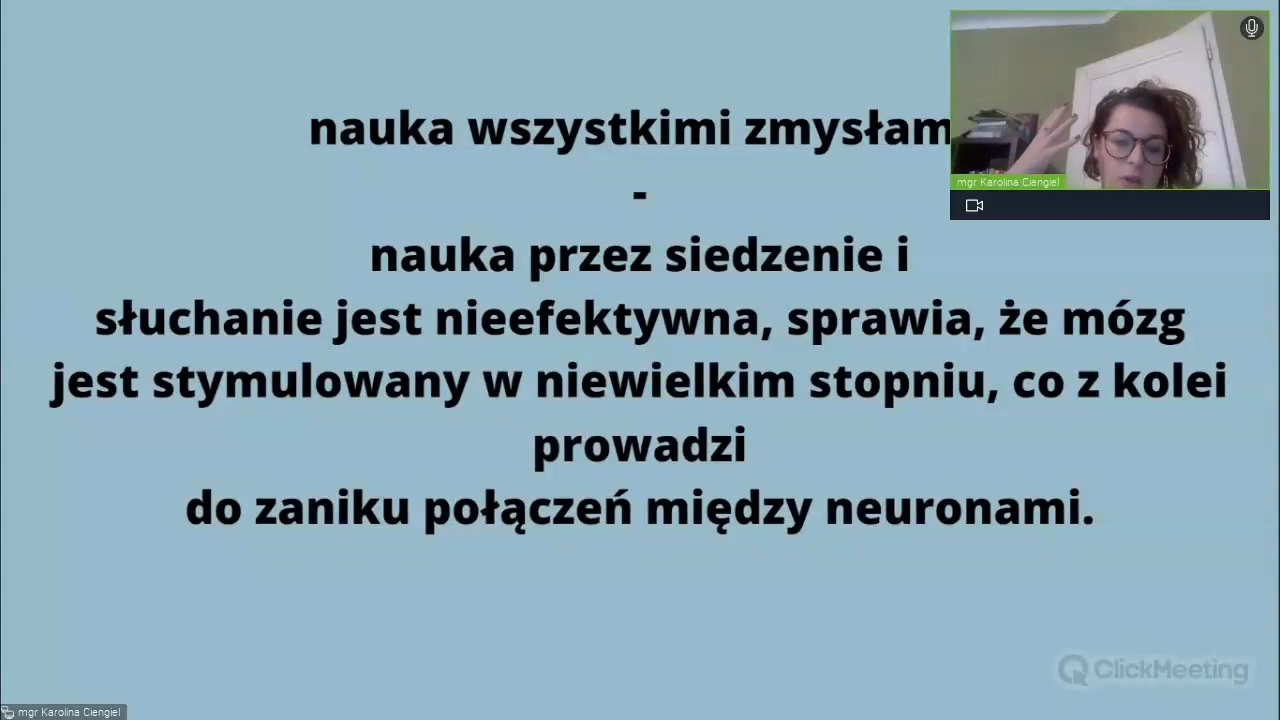 nauka wszystkimi zmysłam
-
nauka przez siedzenie i
słuchanie jest nieefektywna, sprawia, że mózg
jest stymulowany w niewielkim stopniu, co z kolei
prowadzi
do zaniku połączeń między neuronami.
mgr Karolina Ciengiel
ClickMeeting
mgr Karolina Ciengiel